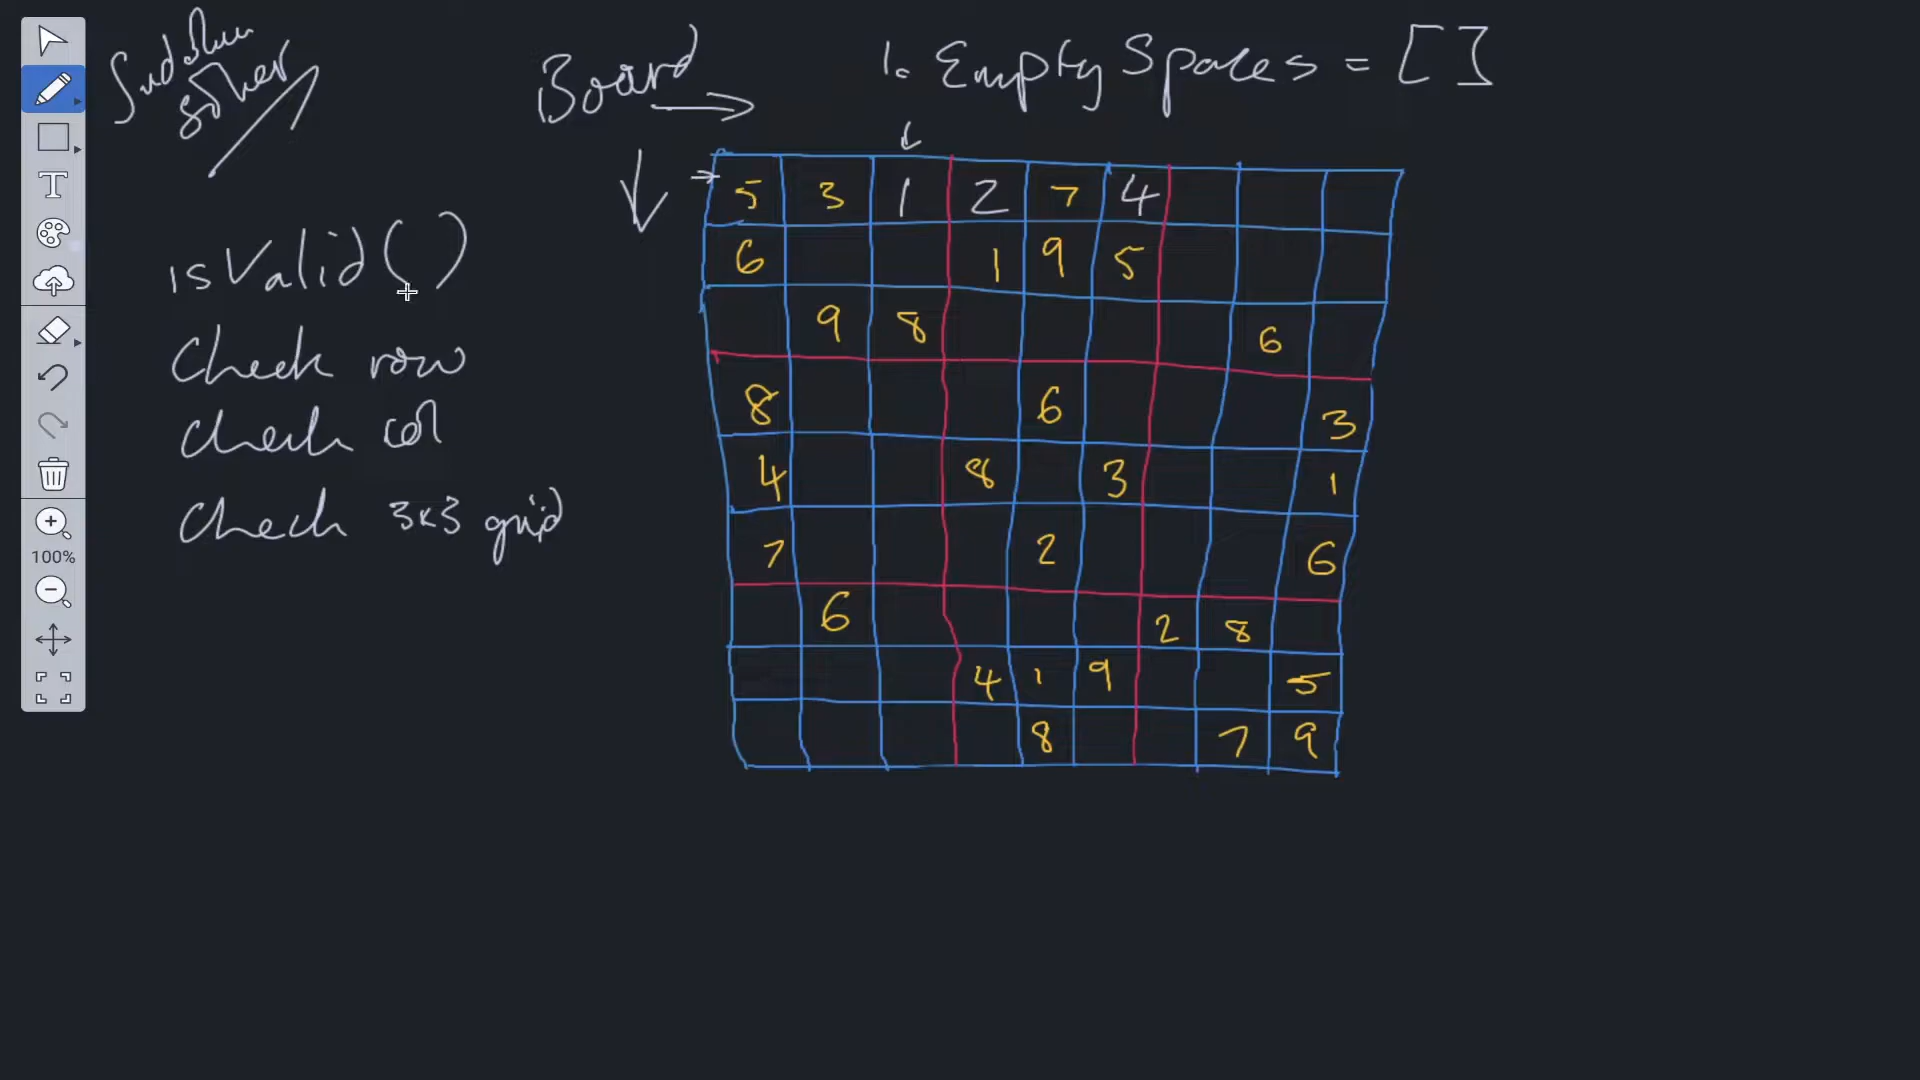 Sudoku
solver
Board
1. Empty Spaces = []
isValid()
Check row
Check col
Check 3x3 grid
5 3 1 2 7 4
6 1 9 5
9 8 6
8 6 3
4 8 3 1
7 2 6
6 2 8
4 1 9 5
8 7 9
T
100%